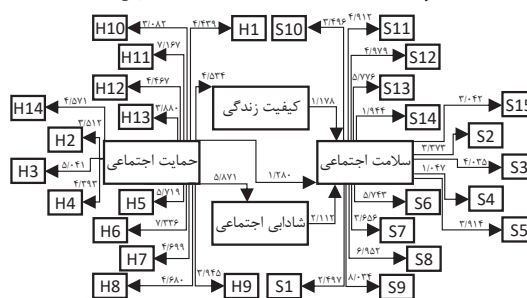 H10 ۳/۰۸۲ ۴/۴۳۹ H1 S10 ۳/۴۹۶ ۴/۹۱۲ S11
H11 ۷/۱۶۷ ۴/۹۷۹ S12
H12 ۴/۴۶۷ ۴/۵۳۴ کیفیت زندگی ۵/۷۷۶ S13
H14 ۴/۵۷۱ H13 ۳/۸۸۰ ۱/۱۷۸ ۱/۹۴۴ S14 ۳/۰۴۲ S15
H2 ۳/۵۱۲ ۳/۳۷۳ S2
حمایت اجتماعی سلامت اجتماعی
H3 ۵/۰۴۱ ۴/۰۳۵ S3
H4 ۴/۳۹۳ ۱/۲۸۰ ۱/۰۴۷ S4
H5 ۵/۷۱۹ ۵/۸۷۱ ۵/۷۴۳ S6
H6 ۷/۳۳۶ شادابی اجتماعی ۲/۱۱۲ ۳/۶۵۶ S7 ۳/۹۱۴ S5
H7 ۴/۶۹۹ ۶/۹۵۲ S8
H8 ۴/۶۸۰ ۳/۹۴۵ H9 S1 ۲/۴۹۷ ۸/۰۳۴ S9